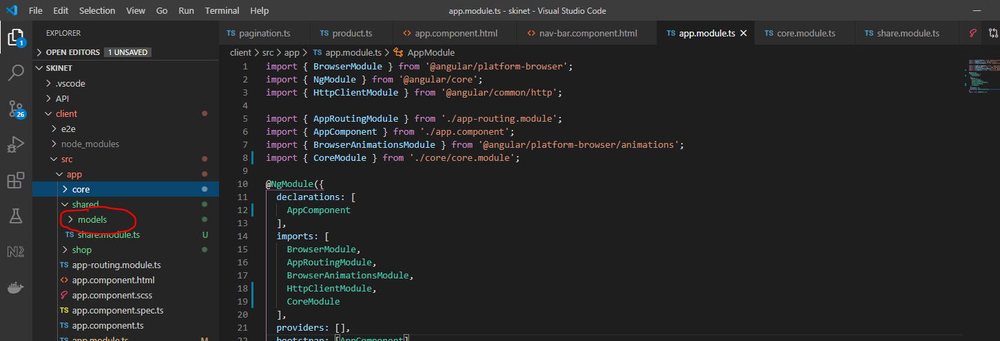 File Edit Selection View Go Run Terminal Help app.module.ts - skinet - Visual Studio Code
EXPLORER
TS pagination.ts TS product.ts <> app.component.html <> nav-bar.component.html TS app.module.ts TS core.module.ts TS share.module.ts
1
OPEN EDITORS 1 UNSAVED
client > src > app > TS app.module.ts > AppModule
SKINET
.vscode
API
26
client
e2e
node_modules
src
app
core
shared
models
TS share.module.ts U
shop
TS app-routing.module.ts
<> app.component.html
app.component.scss
TS app.component.spec.ts
TS app.component.ts
TS app.module.ts M
1 import { BrowserModule } from '@angular/platform-browser';
2 import { NgModule } from '@angular/core';
3 import { HttpClientModule } from '@angular/common/http';
4
5 import { AppRoutingModule } from './app-routing.module';
6 import { AppComponent } from './app.component';
7 import { BrowserAnimationsModule } from '@angular/platform-browser/animations';
8 import { CoreModule } from './core/core.module';
9
10 @NgModule({
11 declarations: [
12 AppComponent
13 ],
14 imports: [
15 BrowserModule,
16 AppRoutingModule,
17 BrowserAnimationsModule,
18 HttpClientModule,
19 CoreModule
20 ],
21 providers: [],
22 bootstrap: [AppComponent]